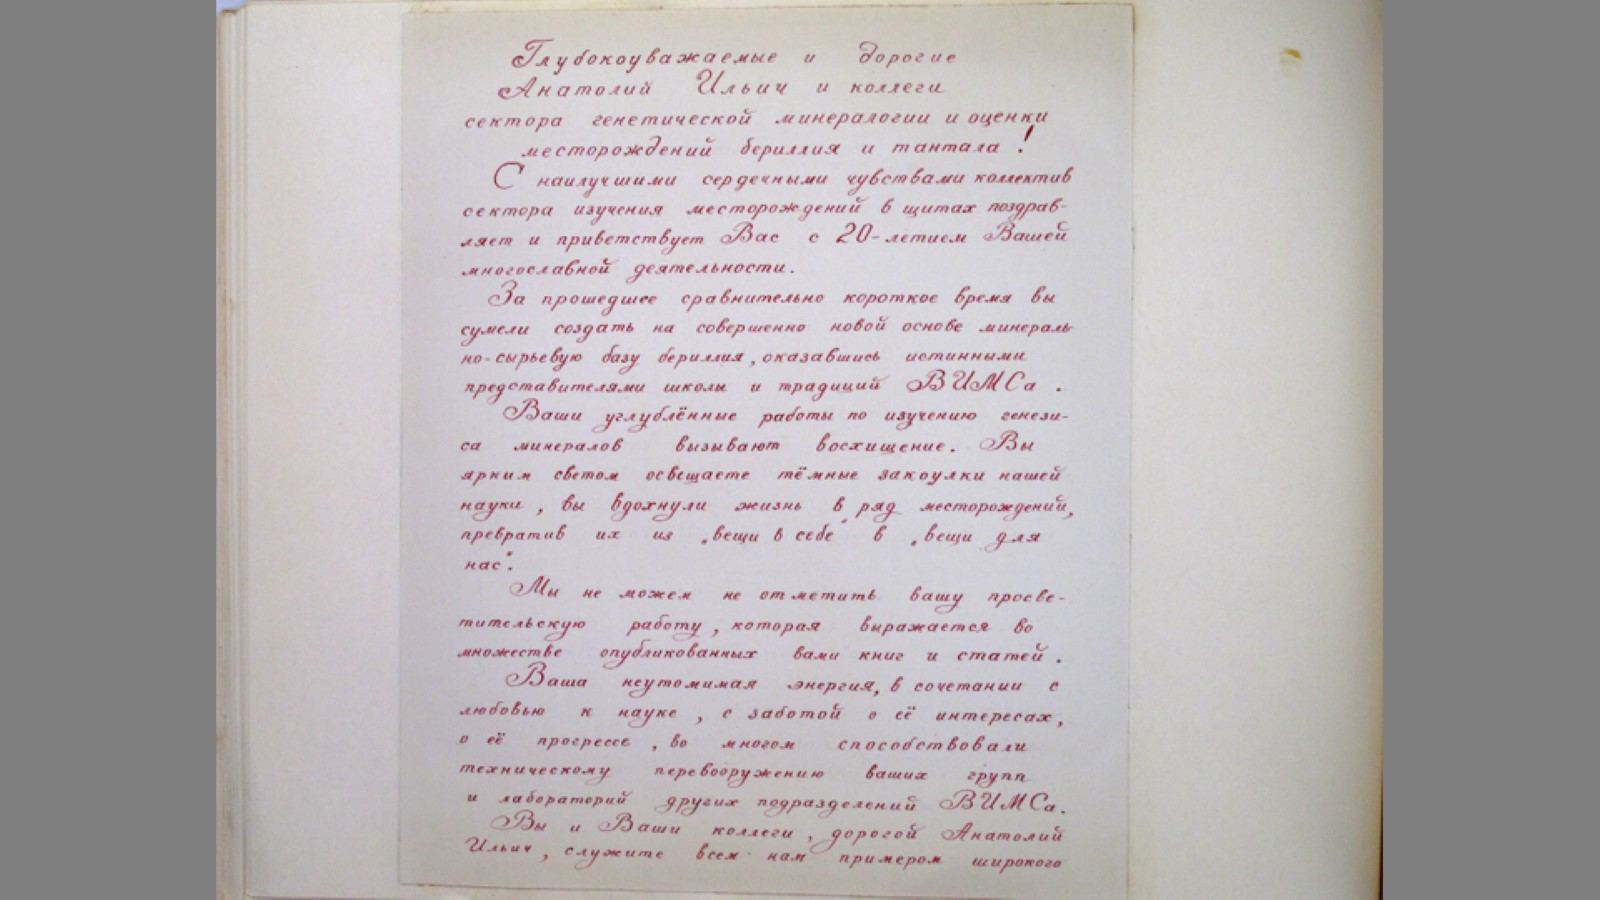 Глубокоуважаемые и дорогие
Анатолий Ильич и коллеги
сектора генетической минералогии и оценки
месторождений бериллия и тантала!
С наилучшими сердечными чувствами коллектив
сектора изучения месторождений в щитах поздрав-
ляет и приветствует Вас с 20-летием Вашей
многославной деятельности.
За прошедшее сравнительно короткое время вы
сумели создать на совершенно новой основе минераль-
но-сырьевую базу бериллия, оказавшись истинными
представителями школы и традиций ВИМСа.
Ваши углублённые работы по изучению генези-
са минералов вызывают восхищение. Вы
ярким светом освещаете тёмные закоулки нашей
науки, вы вдохнули жизнь в ряд месторождений,
превратив их из „вещи в себе" в „вещи для
нас".
Мы не можем не отметить вашу просве-
тительскую работу, которая выражается во
множестве опубликованных вами книг и статей.
Ваша неутомимая энергия, в сочетании с
любовью к науке, с заботой о её интересах,
о её прогрессе, во многом способствовали
техническому перевооружению ваших групп
и лабораторий других подразделений ВИМСа.
Вы и Ваши коллеги, дорогой Анатолий
Ильич, служите всем нам примером широкого